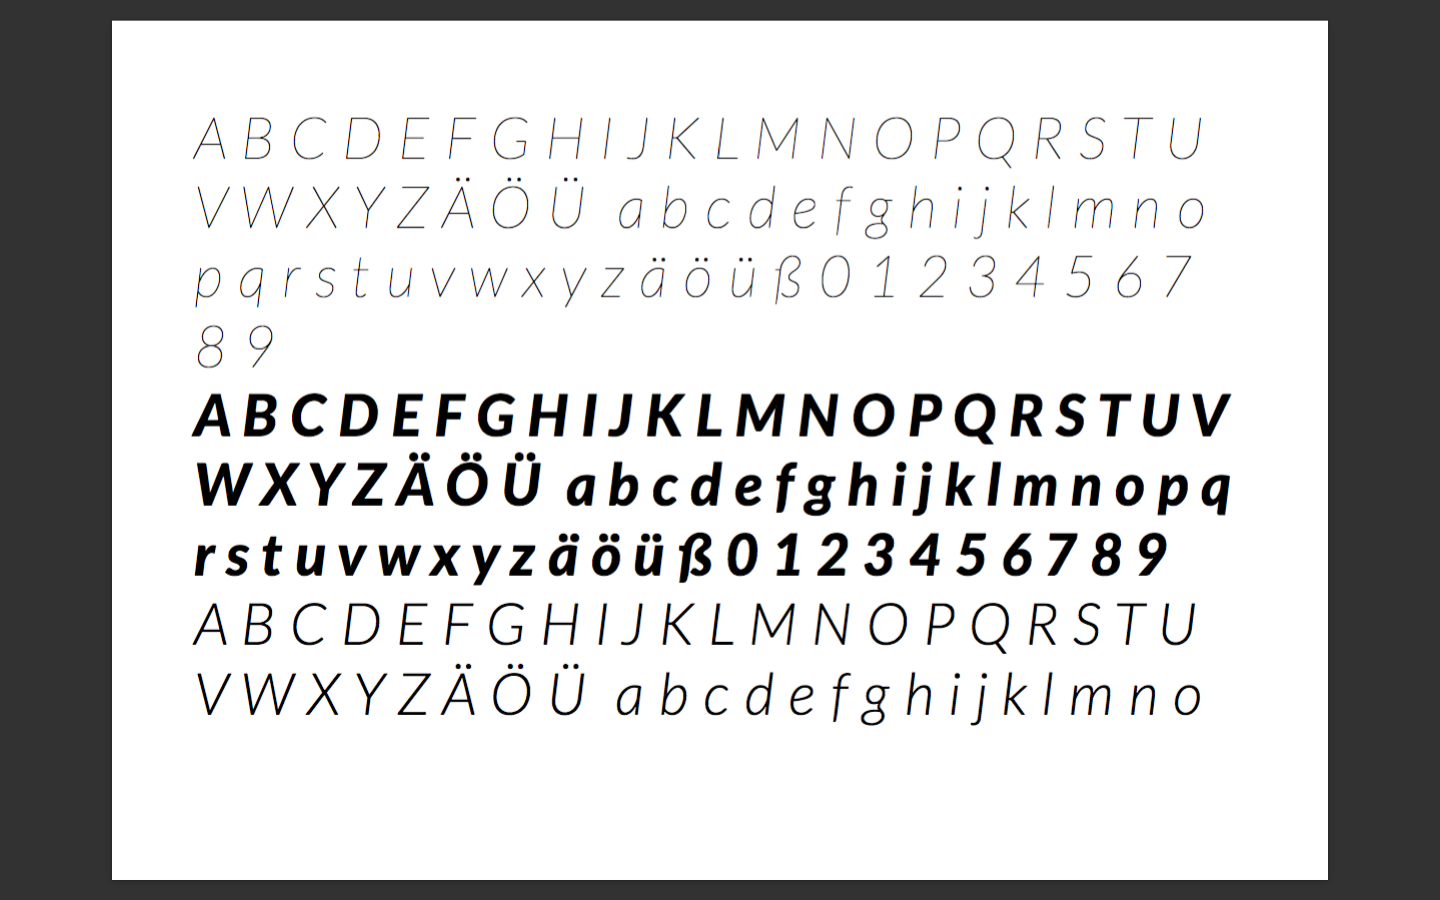 A B C D E F G H I J K L M N O P Q R S T U
V W X Y Z Ä Ö Ü a b c d e f g h i j k l m n o
p q r s t u v w x y z ä ö ü ß 0 1 2 3 4 5 6 7
8 9
A B C D E F G H I J K L M N O P Q R S T U V
W X Y Z Ä Ö Ü a b c d e f g h i j k l m n o p q
r s t u v w x y z ä ö ü ß 0 1 2 3 4 5 6 7 8 9
A B C D E F G H I J K L M N O P Q R S T U
V W X Y Z Ä Ö Ü a b c d e f g h i j k l m n o